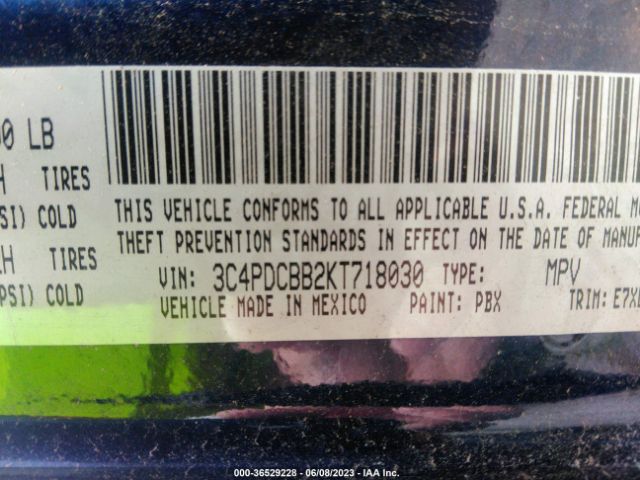 LB
TIRES
COLD
TIRES
PSI) COLD
THIS VEHICLE CONFORMS TO ALL APPLICABLE U.S.A. FEDERAL
THEFT PREVENTION STANDARDS IN EFFECT ON THE DATE OF
VIN: 3C4PDCBB2KT718030 TYPE: MPV
VEHICLE MADE IN MEXICO PAINT: PBX TRIM:
000-36529228 - 06/08/2023 - IAA Inc.